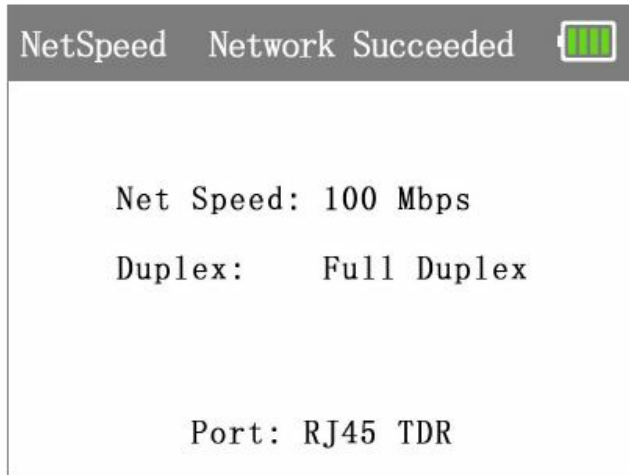 NetSpeed Network Succeeded
Net Speed: 100 Mbps
Duplex: Full Duplex
Port: RJ45 TDR